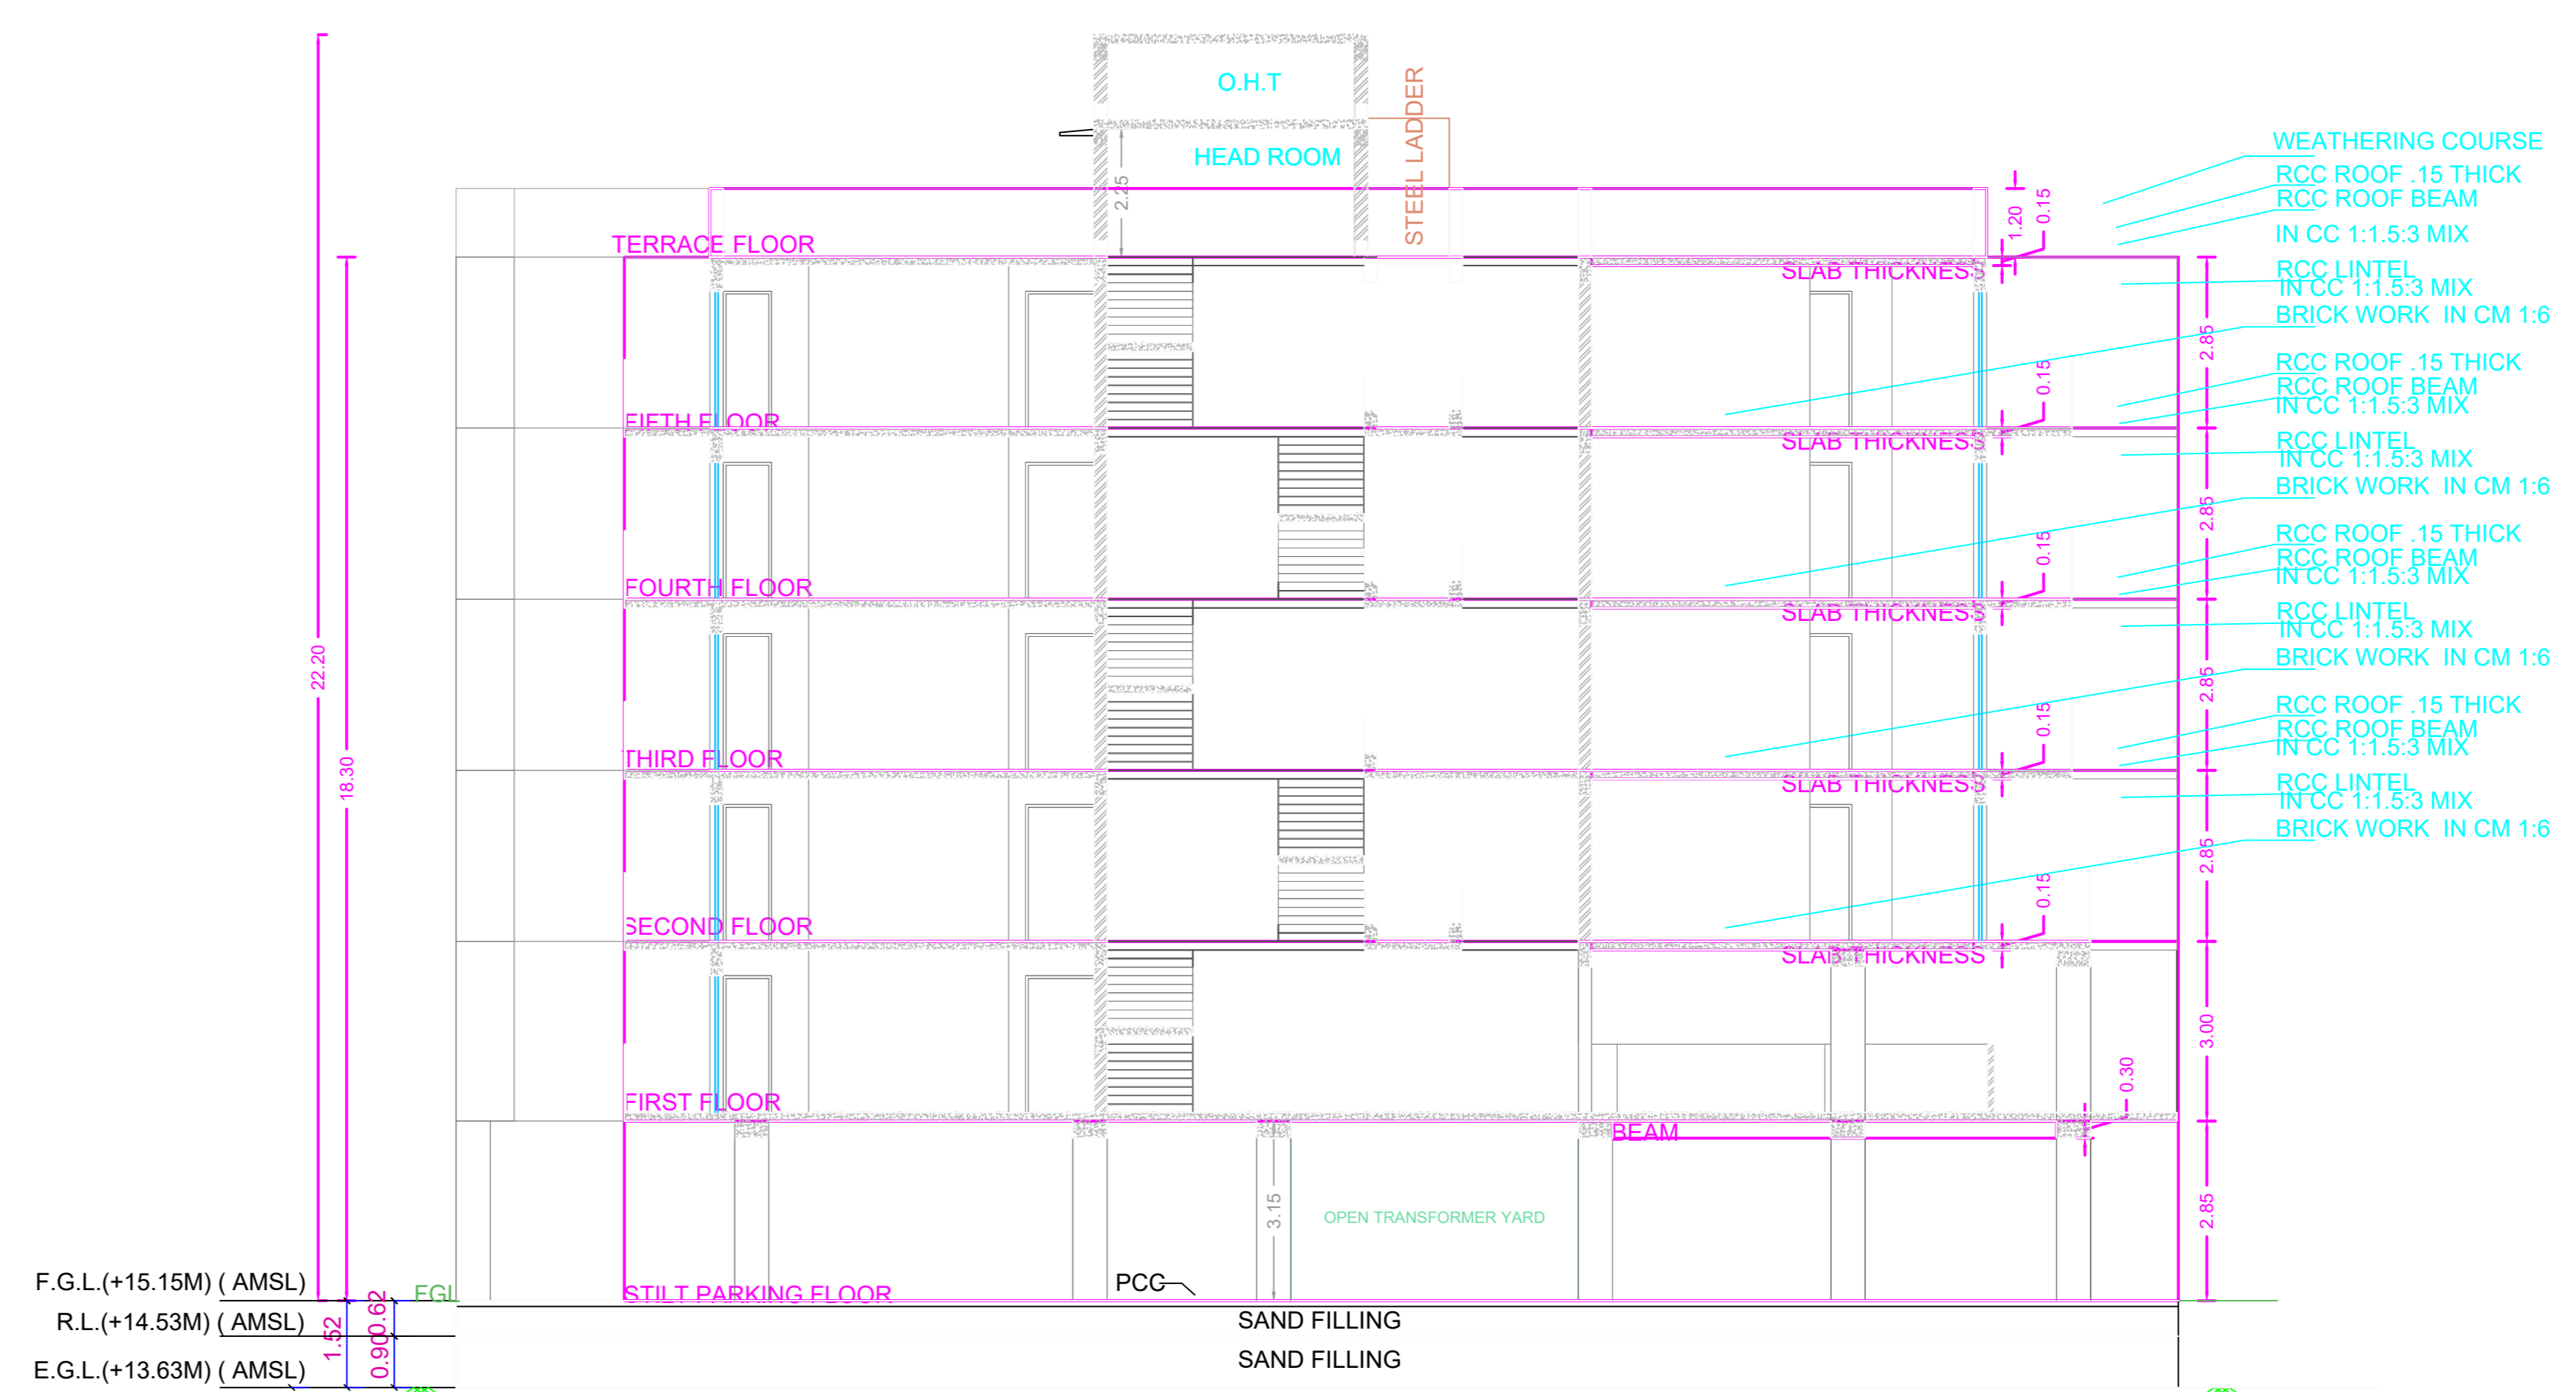 O.H.T
STEEL LADDER
HEAD ROOM
2.25
WEATHERING COURSE
RCC ROOF .15 THICK
RCC ROOF BEAM
IN CC 1:1.5:3 MIX
1.20
0.15
TERRACE FLOOR
SLAB THICKNESS
RCC LINTEL
IN CC 1:1.5:3 MIX
BRICK WORK IN CM 1:6
2.85
RCC ROOF .15 THICK
RCC ROOF BEAM
IN CC 1:1.5:3 MIX
0.15
FIFTH FLOOR
SLAB THICKNESS
RCC LINTEL
IN CC 1:1.5:3 MIX
BRICK WORK IN CM 1:6
2.85
RCC ROOF .15 THICK
RCC ROOF BEAM
IN CC 1:1.5:3 MIX
0.15
FOURTH FLOOR
SLAB THICKNESS
RCC LINTEL
IN CC 1:1.5:3 MIX
BRICK WORK IN CM 1:6
22.20
2.85
RCC ROOF .15 THICK
RCC ROOF BEAM
IN CC 1:1.5:3 MIX
0.15
18.30
THIRD FLOOR
SLAB THICKNESS
RCC LINTEL
IN CC 1:1.5:3 MIX
BRICK WORK IN CM 1:6
2.85
0.15
SECOND FLOOR
SLAB THICKNESS
3.00
0.30
FIRST FLOOR
BEAM
3.15
OPEN TRANSFORMER YARD
2.85
F.G.L.(+15.15M) ( AMSL)
FGL
STILT PARKING FLOOR
PCC
R.L.(+14.53M) ( AMSL)
0.62
SAND FILLING
1.52
0.90
E.G.L.(+13.63M) ( AMSL)
SAND FILLING